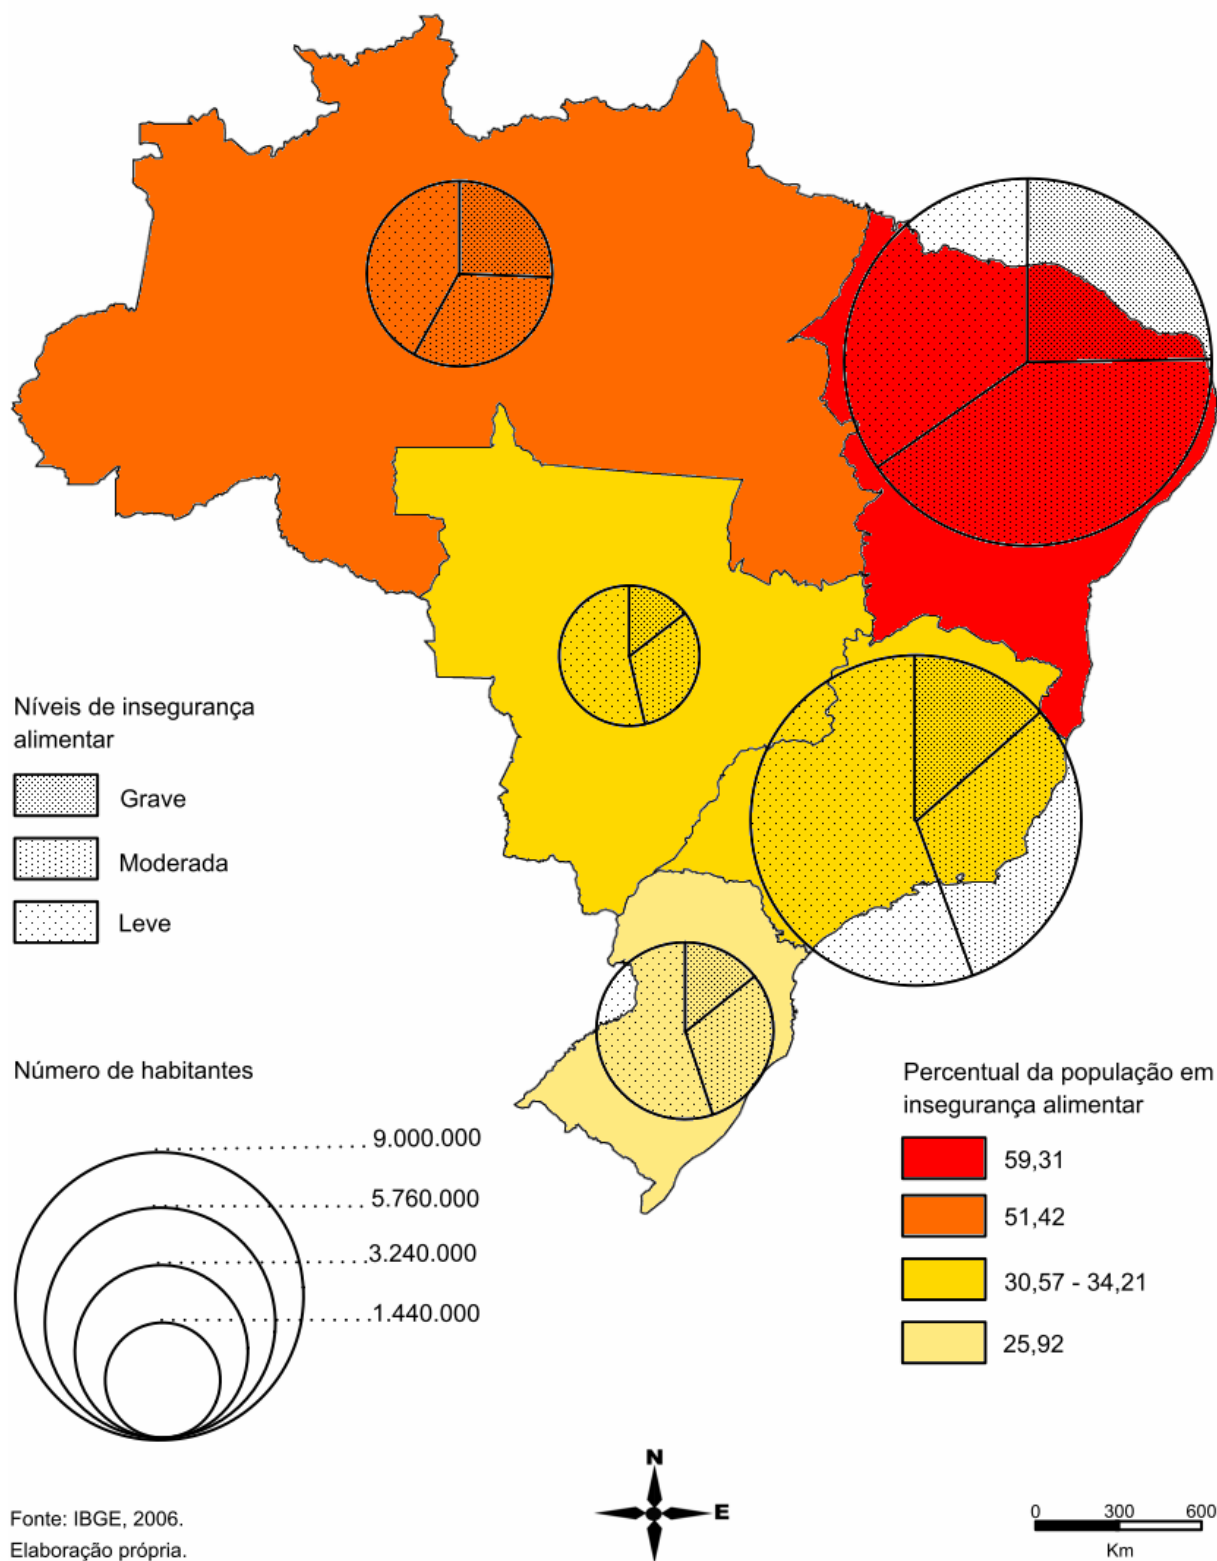 Níveis de insegurança
alimentar
Grave
Moderada
Leve
Número de habitantes
9.000.000
5.760.000
3.240.000
1.440.000
Percentual da população em
insegurança alimentar
59,31
51,42
30,57 - 34,21
25,92
N
E
0 300 600
Km
Fonte: IBGE, 2006.
Elaboração própria.